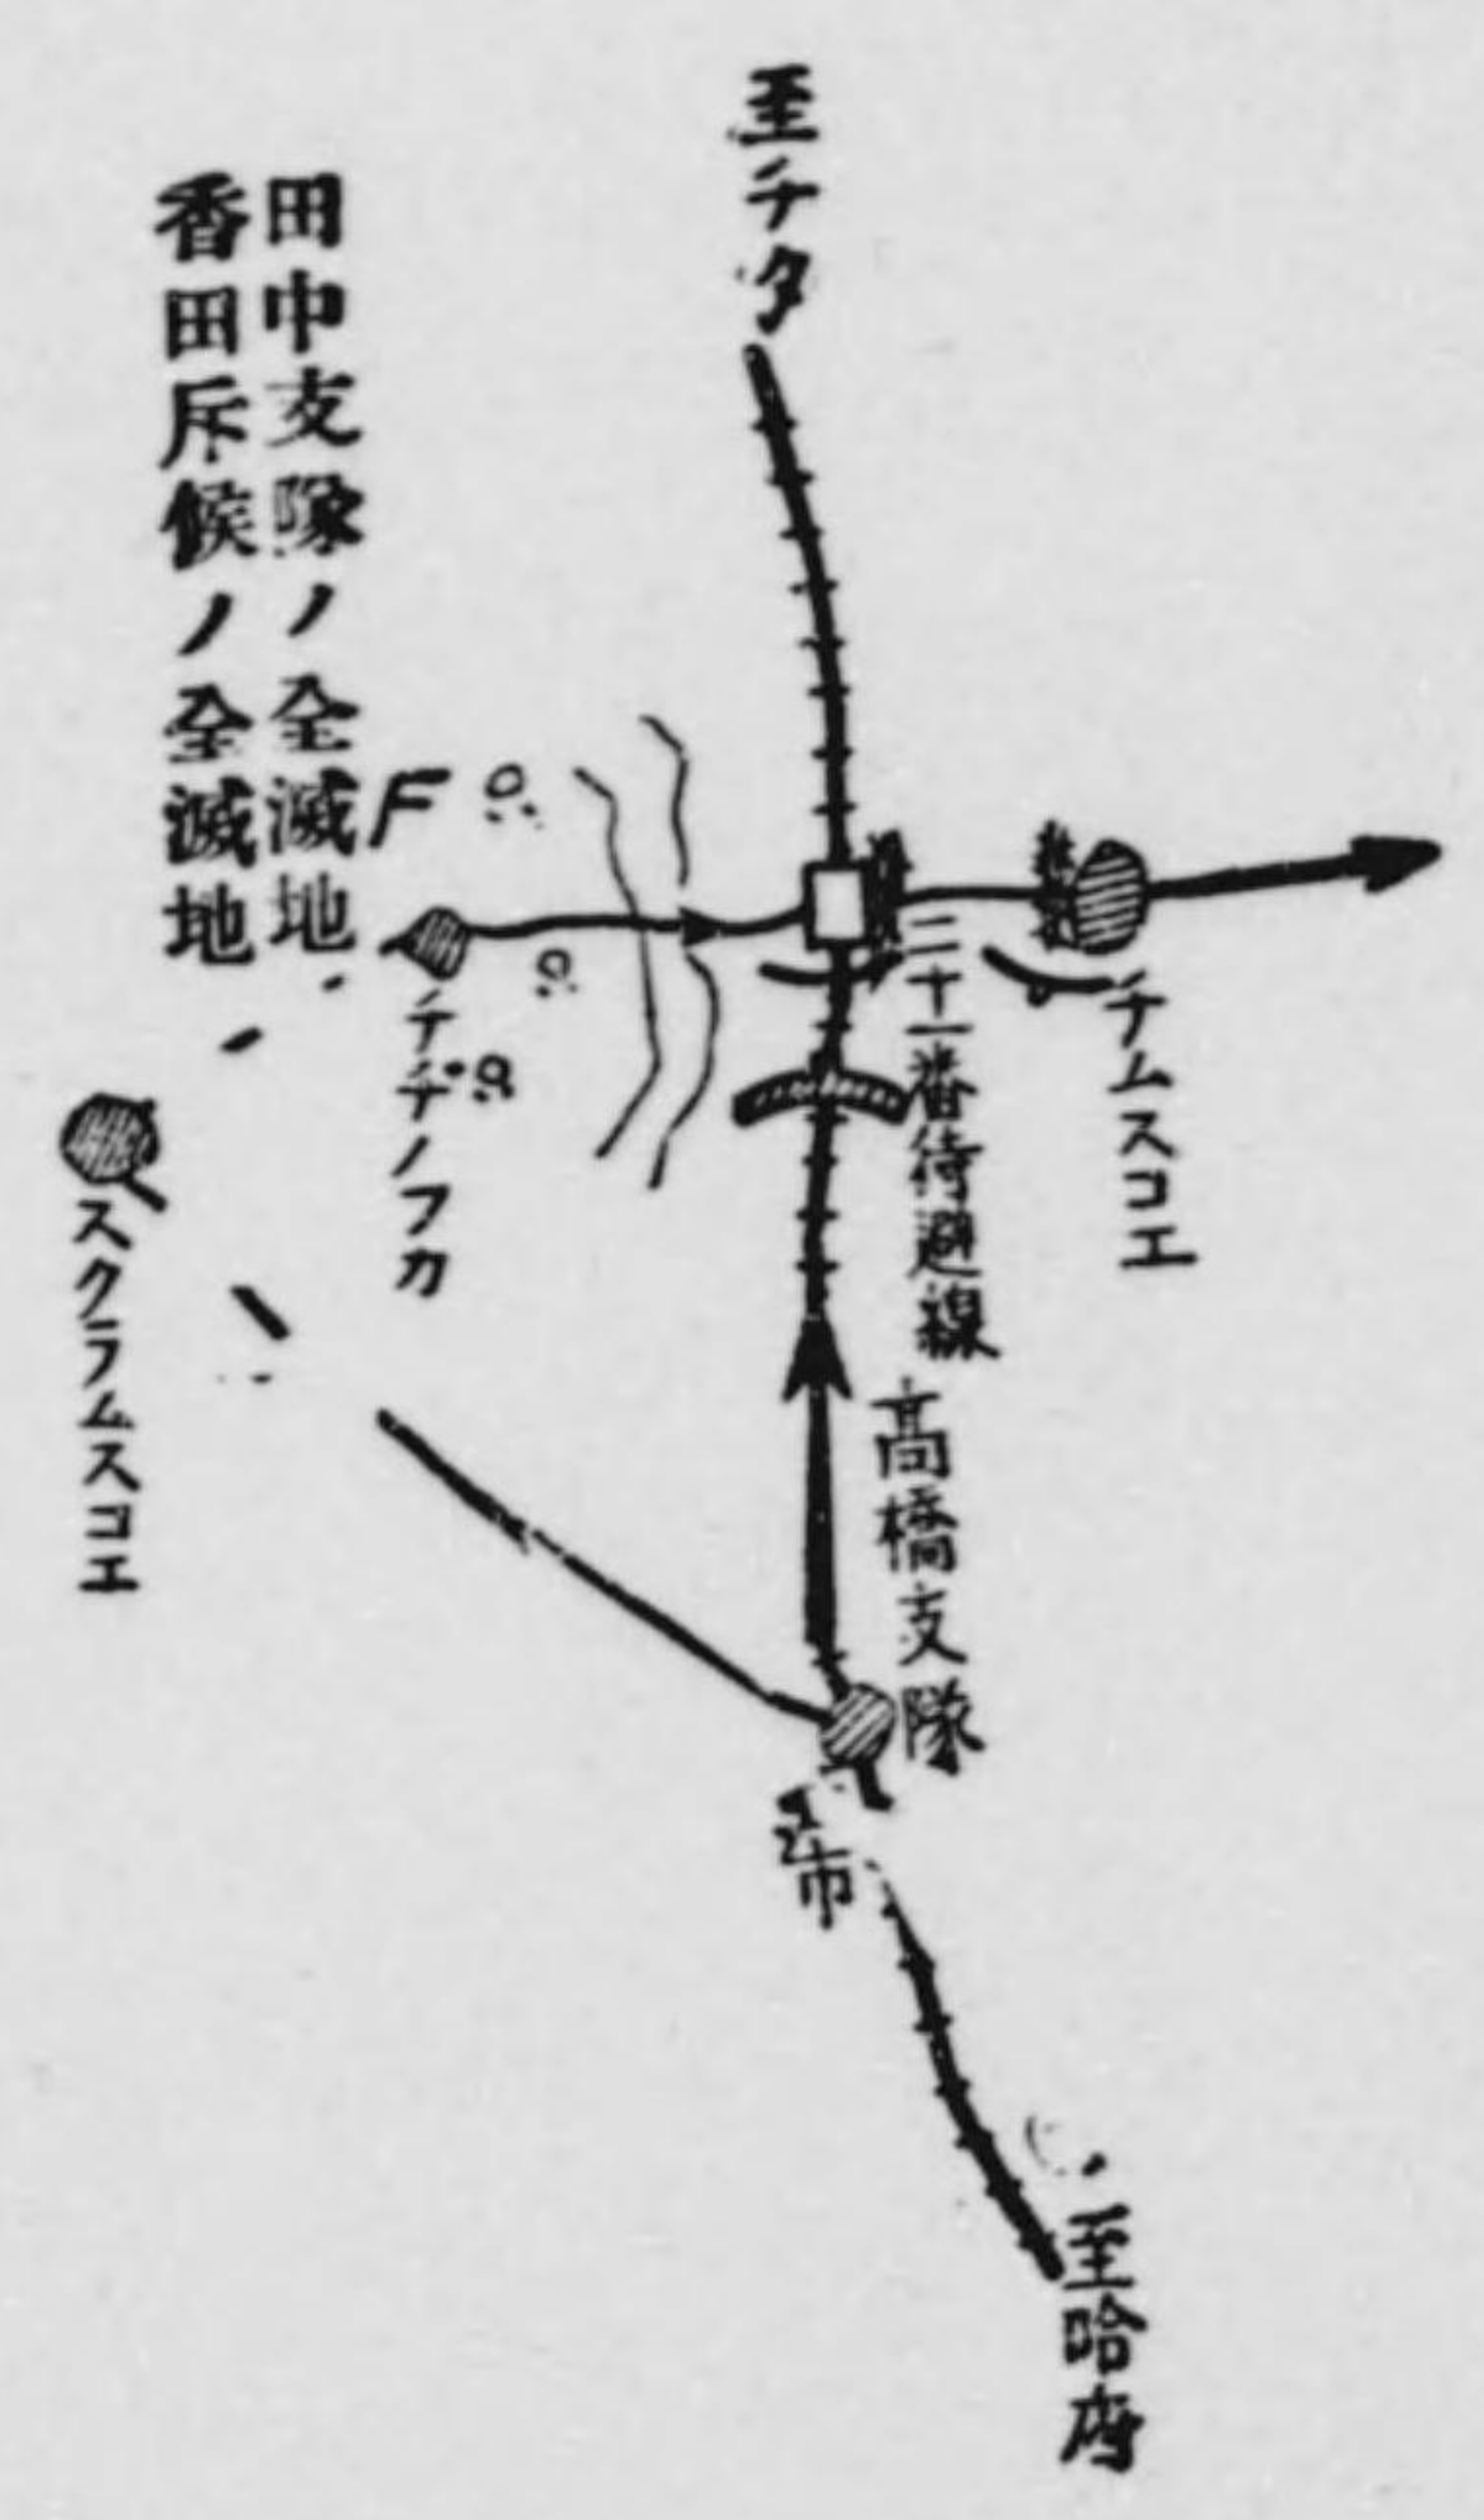 至チタ
田中支隊ノ全滅地
香田斥候ノ全滅地
F
チムスコエ
二十一番待避線
チチノフカ
スクラムスコエ
高橋支隊
市
至哈府